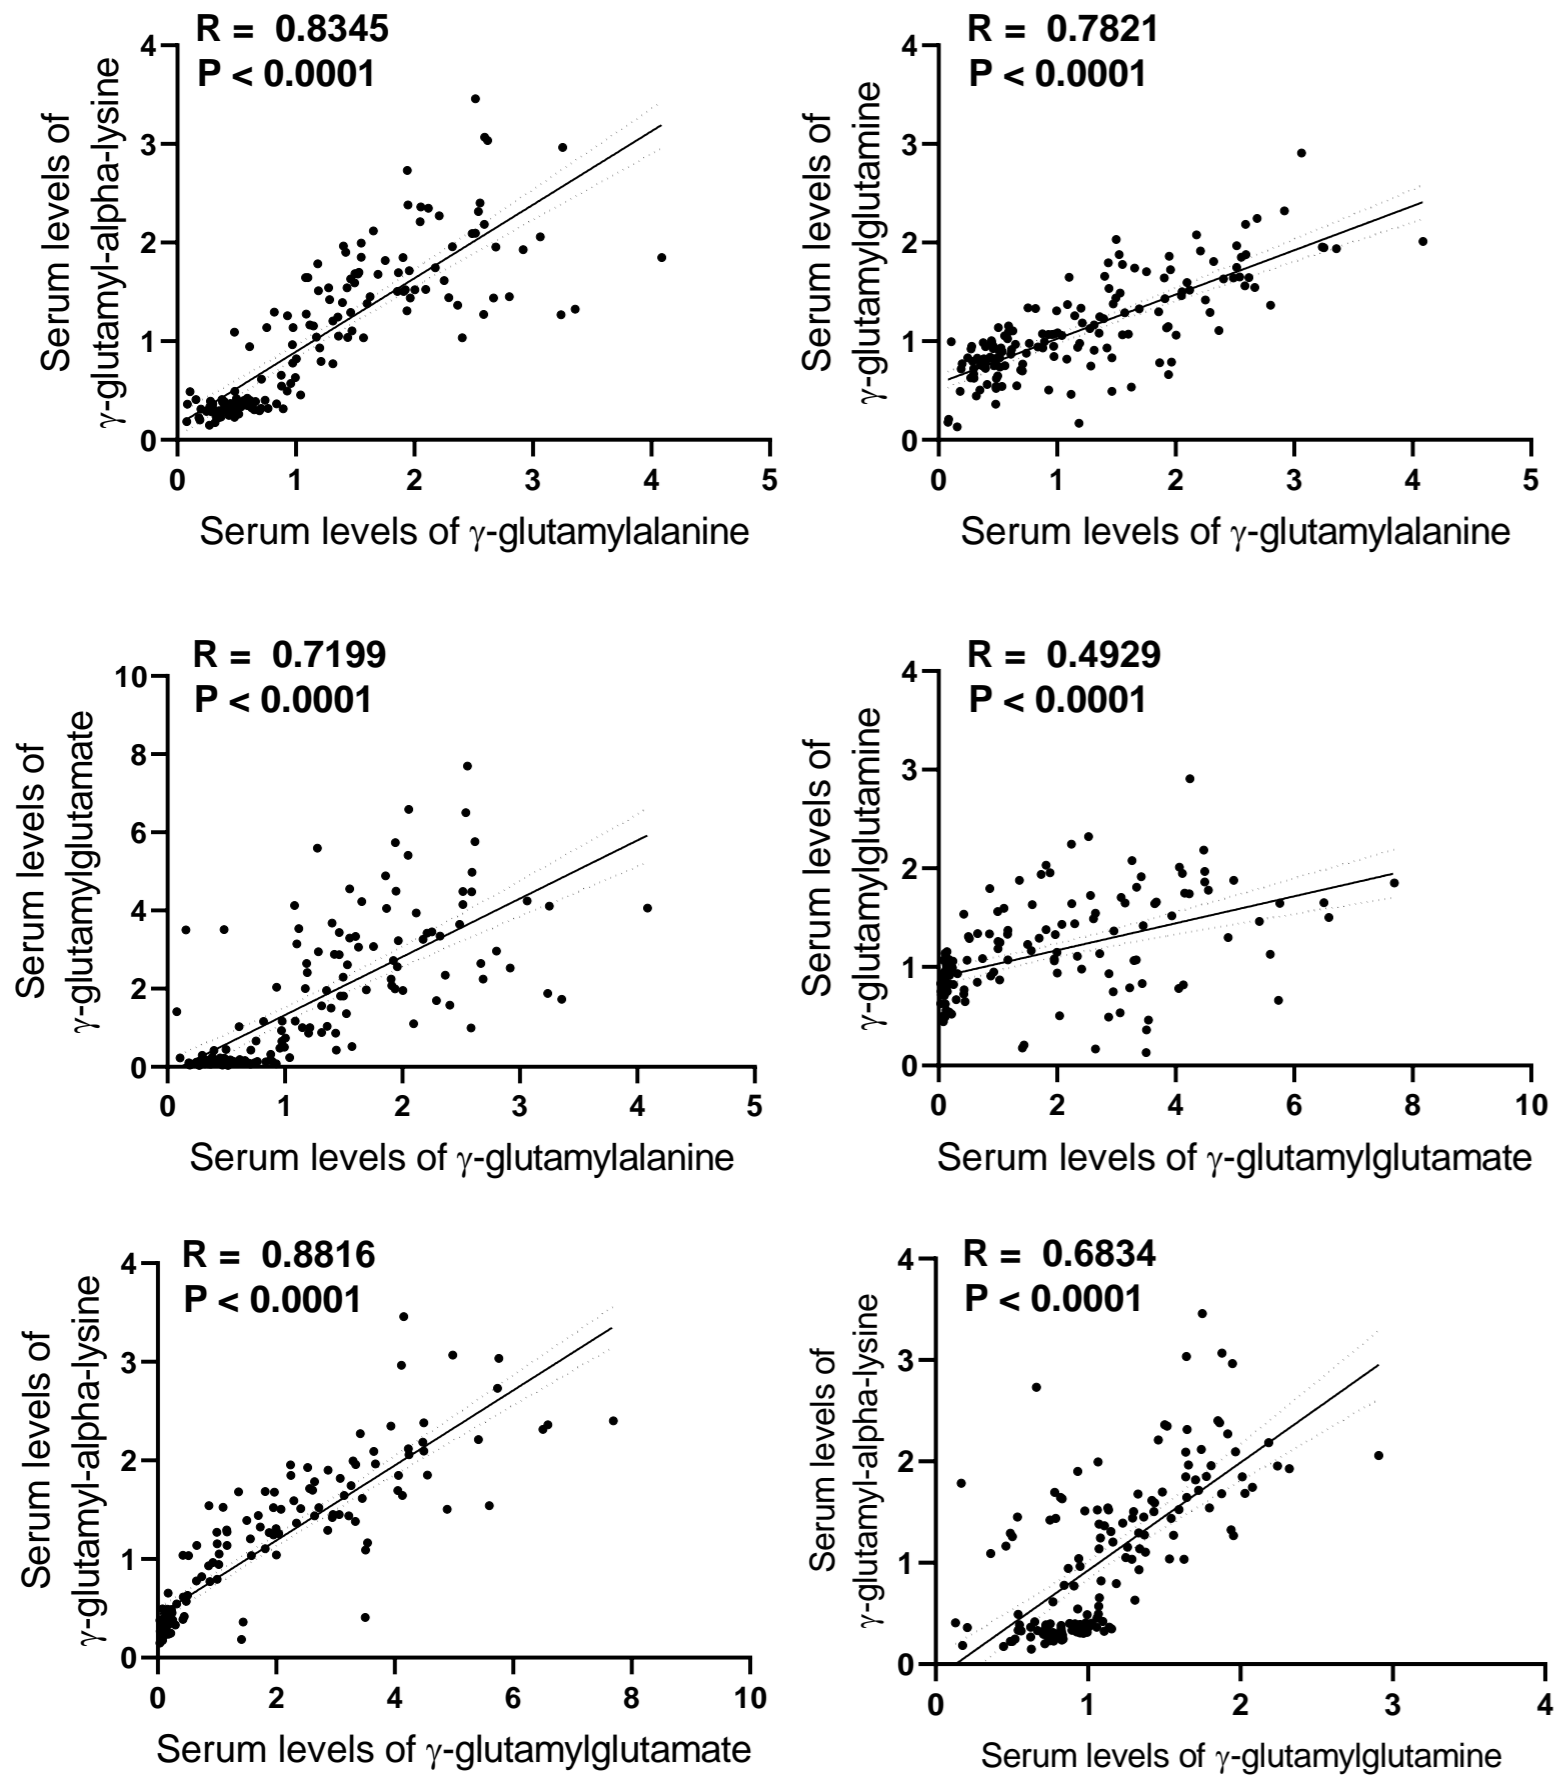 R = 0.8345
P < 0.0001
Serum levels of
γ-glutamyl-alpha-lysine
4
3
2
1
0
0 1 2 3 4 5
Serum levels of γ-glutamylalanine
R = 0.7821
P < 0.0001
Serum levels of
γ-glutamylglutamine
4
3
2
1
0
0 1 2 3 4 5
Serum levels of γ-glutamylalanine
R = 0.7199
P < 0.0001
Serum levels of
γ-glutamylglutamate
10
8
6
4
2
0
0 1 2 3 4 5
Serum levels of γ-glutamylalanine
R = 0.4929
P < 0.0001
Serum levels of
γ-glutamylglutamine
4
3
2
1
0
0 2 4 6 8 10
Serum levels of γ-glutamylglutamate
R = 0.8816
P < 0.0001
Serum levels of
γ-glutamyl-alpha-lysine
4
3
2
1
0
0 2 4 6 8 10
Serum levels of γ-glutamylglutamate
R = 0.6834
P < 0.0001
Serum levels of
γ-glutamyl-alpha-lysine
4
3
2
1
0
0 1 2 3 4
Serum levels of γ-glutamylglutamine